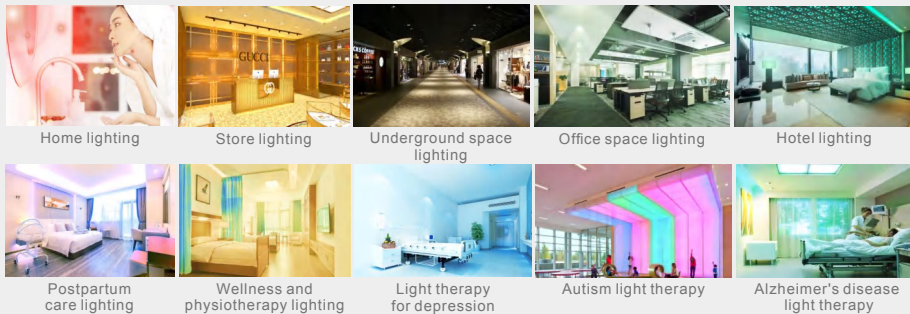 GUCCI
Home lighting
Store lighting
Underground space
lighting
Office space lighting
Hotel lighting
Postpartum
care lighting
Wellness and
physiotherapy lighting
Light therapy
for depression
Autism light therapy
Alzheimer's disease
light therapy